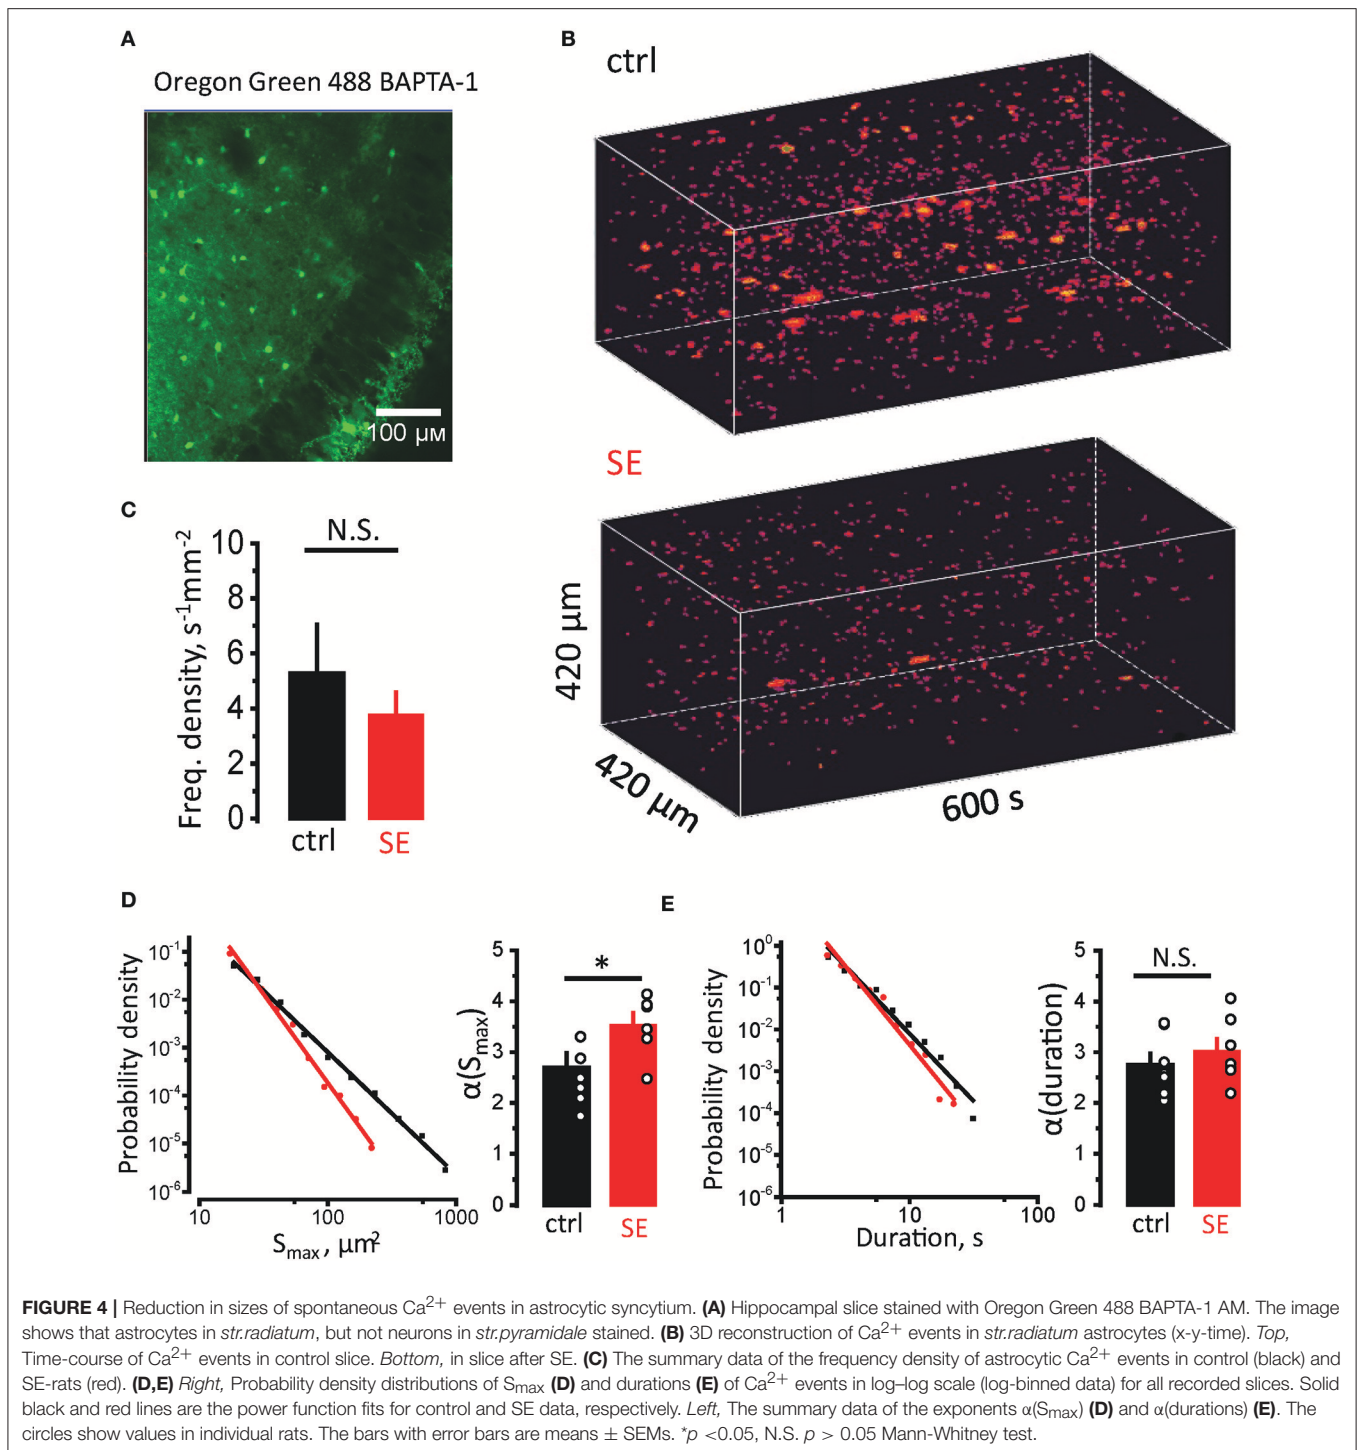 A
Oregon Green 488 BAPTA-1
100 μм
B
ctrl
SE
420 μm
420 μm
600 s
C
N.S.
Freq. density, s⁻¹mm⁻²
10
8
6
4
2
0
ctrl
SE
D
Probability density
10⁻¹
10⁻²
10⁻³
10⁻⁴
10⁻⁵
10⁻⁶
10
100
1000
Sₘₐₓ, μm²
α(Sₘₐₓ)
5
4
3
2
1
0
*
ctrl
SE
E
Probability density
10⁰
10⁻¹
10⁻²
10⁻³
10⁻⁴
10⁻⁵
10⁻⁶
1
10
100
Duration, s
α(duration)
5
4
3
2
1
0
N.S.
ctrl
SE
FIGURE 4 | Reduction in sizes of spontaneous Ca²⁺ events in astrocytic syncytium. (A) Hippocampal slice stained with Oregon Green 488 BAPTA-1 AM. The image
shows that astrocytes in str.radiatum, but not neurons in str.pyramidale stained. (B) 3D reconstruction of Ca²⁺ events in str.radiatum astrocytes (x-y-time). Top,
Time-course of Ca²⁺ events in control slice. Bottom, in slice after SE. (C) The summary data of the frequency density of astrocytic Ca²⁺ events in control (black) and
SE-rats (red). (D,E) Right, Probability density distributions of Sₘₐₓ (D) and durations (E) of Ca²⁺ events in log–log scale (log-binned data) for all recorded slices. Solid
black and red lines are the power function fits for control and SE data, respectively. Left, The summary data of the exponents α(Sₘₐₓ) (D) and α(durations) (E). The
circles show values in individual rats. The bars with error bars are means ± SEMs. *p <0.05, N.S. p > 0.05 Mann-Whitney test.